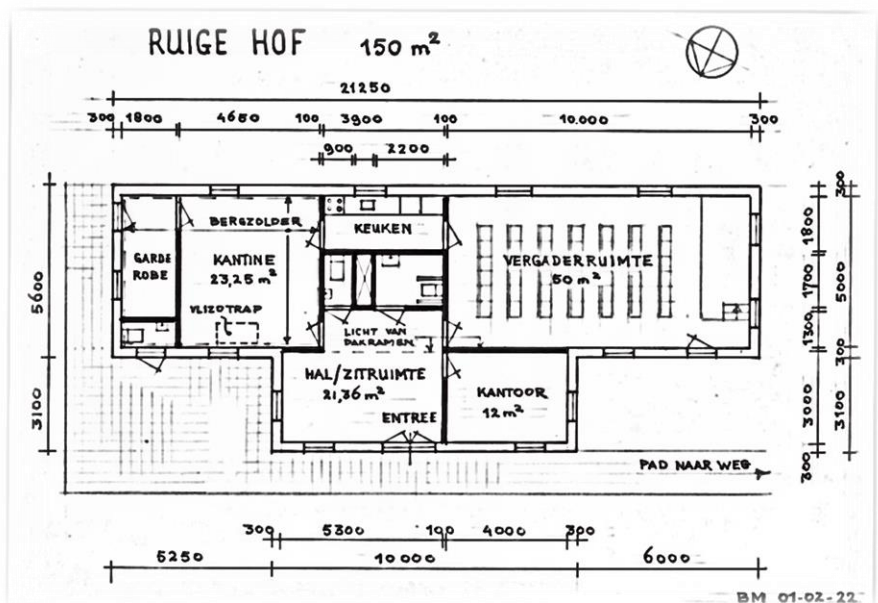 RUIGE HOF 150 m²
21250
300 1800 4650 100 3900 100 10.000 300
900 2200
BERGZOLDER
KEUKEN
GARDE
ROBE
KANTINE
23,25 m²
VERGADERRUIMTE
50 m²
VLIZOTRAP
LICHT VAN
DAKRAMEN
HAL/ZITRUIMTE
21,36 m²
KANTOOR
12 m²
ENTREE
PAD NAAR WEG
5600
3100
300
1800
1700
5000
1300
300
3000
3100
300
300 5300 100 4000 300
5250 10000 6000
BM 01-02-22